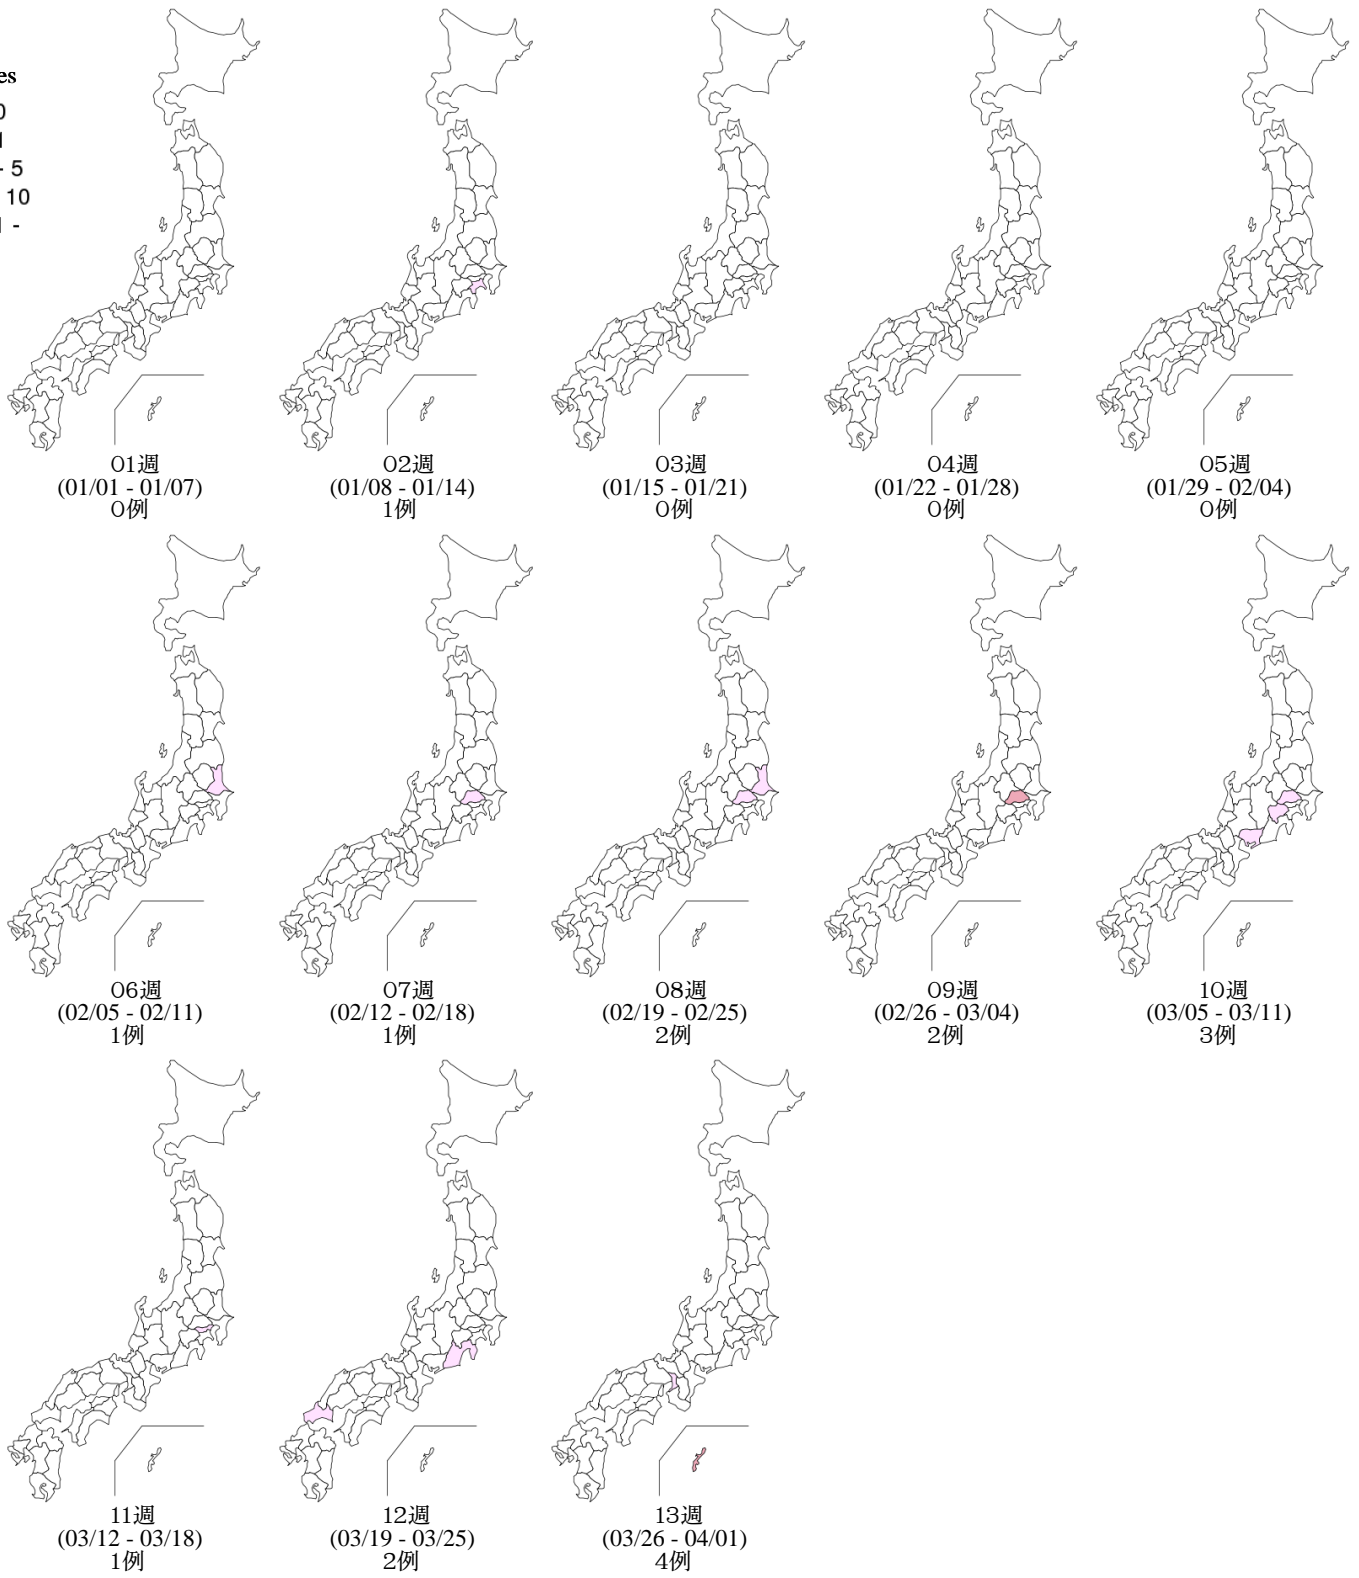 es
0
1
- 5
10
1 -
01週
(01/01 - 01/07)
0例
02週
(01/08 - 01/14)
1例
03週
(01/15 - 01/21)
0例
04週
(01/22 - 01/28)
0例
05週
(01/29 - 02/04)
0例
06週
(02/05 - 02/11)
1例
07週
(02/12 - 02/18)
1例
08週
(02/19 - 02/25)
2例
09週
(02/26 - 03/04)
2例
10週
(03/05 - 03/11)
3例
11週
(03/12 - 03/18)
1例
12週
(03/19 - 03/25)
2例
13週
(03/26 - 04/01)
4例